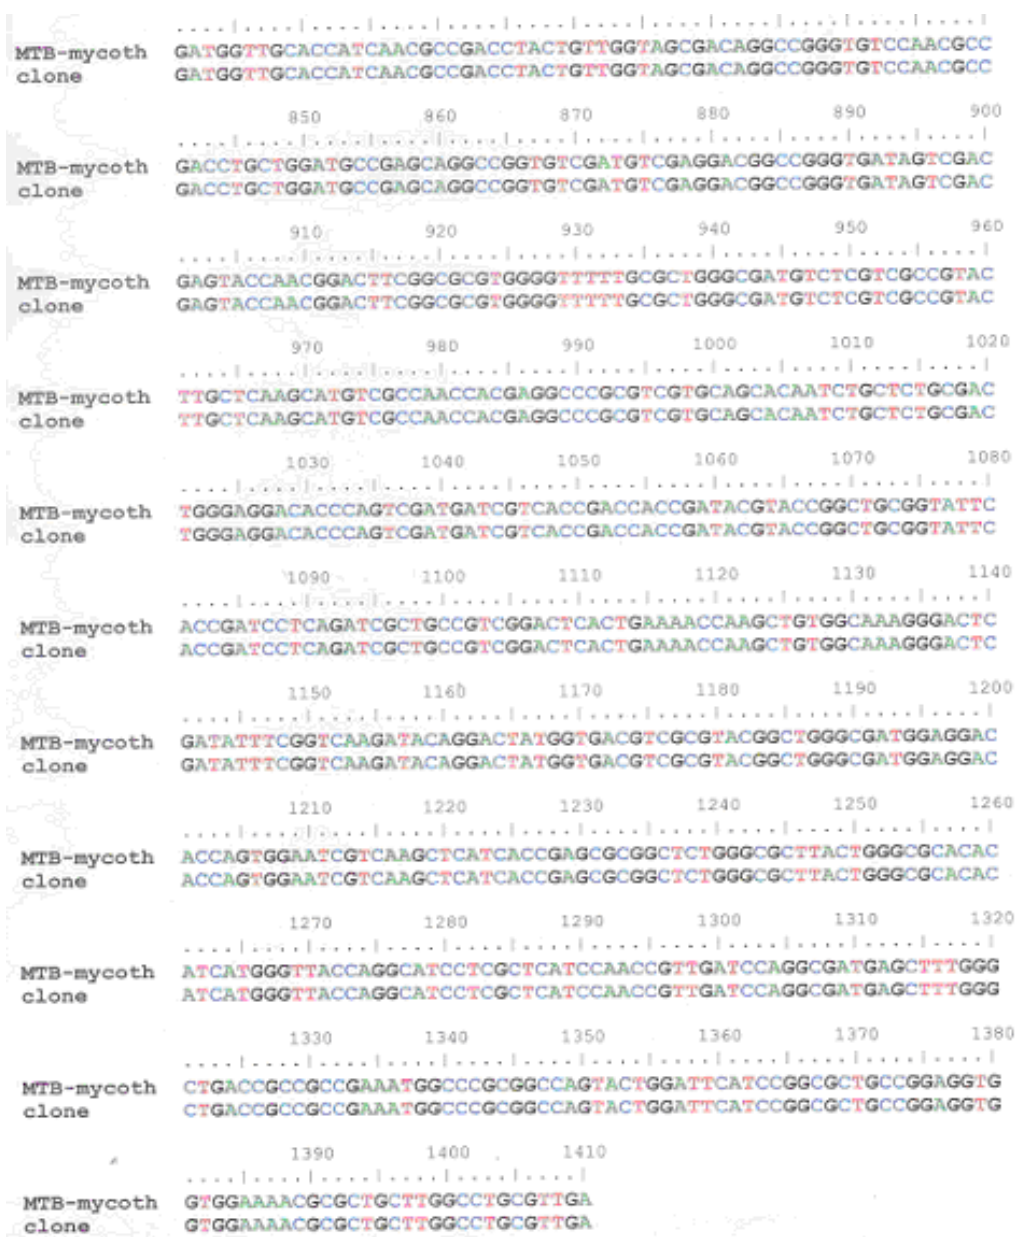 MTB-mycoth GATGGTTGCACCATCAACGCCGACCTACTGTTGGTAGCGACAGGCCGGGTGTCCAACGCC
clone GATGGTTGCACCATCAACGCCGACCTACTGTTGGTAGCGACAGGCCGGGTGTCCAACGCC
850 860 870 880 890 900
MTB-mycoth GACCTGCTGGATGCCGAGCAGGCCGGTGTCGATGTCGAGGACGGCCGGGTGATAGTCGAC
clone GACCTGCTGGATGCCGAGCAGGCCGGTGTCGATGTCGAGGACGGCCGGGTGATAGTCGAC
910 920 930 940 950 960
MTB-mycoth GAGTACCAACGGACTTCGGCGCGTGGGGTTTTTGCGCTGGGCGATGTCTCGTCGCCGTAC
clone GAGTACCAACGGACTTCGGCGCGTGGGGTTTTTGCGCTGGGCGATGTCTCGTCGCCGTAC
970 980 990 1000 1010 1020
MTB-mycoth TTGCTCAAGCATGTCGCCAACCACGAGGCCCGCGTCGTGCAGCACAATCTGCTCTGCGAC
clone TTGCTCAAGCATGTCGCCAACCACGAGGCCCGCGTCGTGCAGCACAATCTGCTCTGCGAC
1030 1040 1050 1060 1070 1080
MTB-mycoth TGGGAGGACACCCAGTCGATGATCGTCACCGACCACCGATACGTACCGGCTGCGGTATTC
clone TGGGAGGACACCCAGTCGATGATCGTCACCGACCACCGATACGTACCGGCTGCGGTATTC
1090 1100 1110 1120 1130 1140
MTB-mycoth ACCGATCCTCAGATCGCTGCCGTCGGACTCACTGAAAACCAAGCTGTGGCAAAGGGACTC
clone ACCGATCCTCAGATCGCTGCCGTCGGACTCACTGAAAACCAAGCTGTGGCAAAGGGACTC
1150 1160 1170 1180 1190 1200
MTB-mycoth GATATTTCGGTCAAGATACAGGACTATGGTGACGTCGCGTACGGCTGGGCGATGGAGGAC
clone GATATTTCGGTCAAGATACAGGACTATGGTGACGTCGCGTACGGCTGGGCGATGGAGGAC
1210 1220 1230 1240 1250 1260
MTB-mycoth ACCAGTGGAATCGTCAAGCTCATCACCGAGCGCGGCTCTGGGCGCTTACTGGGCGCACAC
clone ACCAGTGGAATCGTCAAGCTCATCACCGAGCGCGGCTCTGGGCGCTTACTGGGCGCACAC
1270 1280 1290 1300 1310 1320
MTB-mycoth ATCATGGGTTACCAGGCATCCTCGCTCATCCAACCGTTGATCCAGGCGATGAGCTTTGGG
clone ATCATGGGTTACCAGGCATCCTCGCTCATCCAACCGTTGATCCAGGCGATGAGCTTTGGG
1330 1340 1350 1360 1370 1380
MTB-mycoth CTGACCGCCGCCGAAATGGCCCGCGGCCAGTACTGGATTCATCCGGCGCTGCCGGAGGTG
clone CTGACCGCCGCCGAAATGGCCCGCGGCCAGTACTGGATTCATCCGGCGCTGCCGGAGGTG
1390 1400 1410
MTB-mycoth GTGGAAAACGCGCTGCTTGGCCTGCGTTGA
clone GTGGAAAACGCGCTGCTTGGCCTGCGTTGA